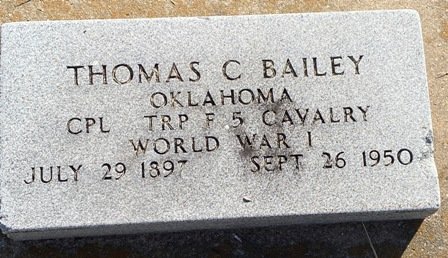 THOMAS C BAILEY
OKLAHOMA
CPL TRP F 5 CAVALRY
WORLD WAR I
JULY 29 1897 SEPT 26 1950